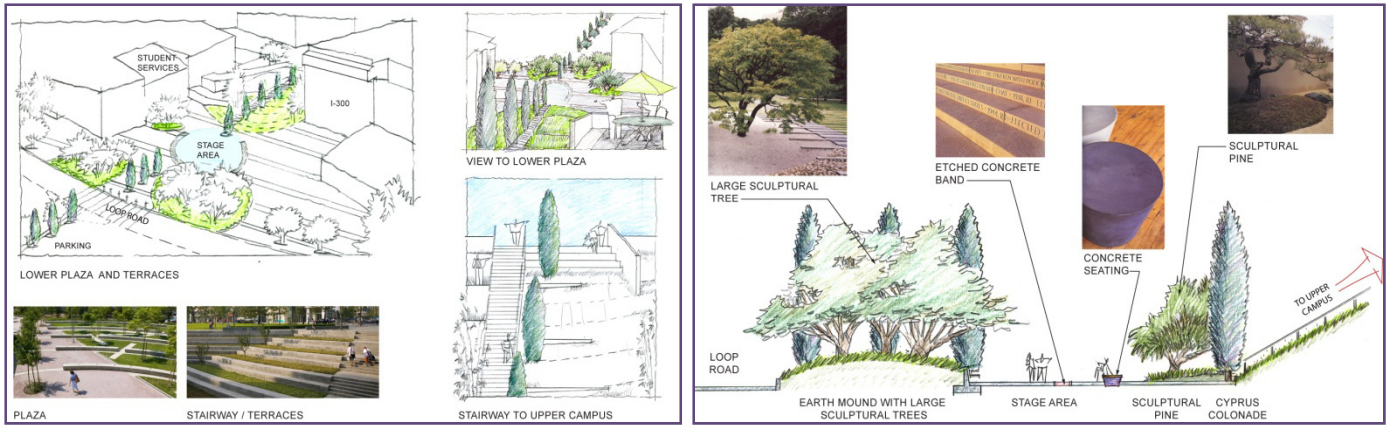 STUDENT
SERVICES
I-300
STAGE
AREA
LOOP ROAD
PARKING
LOWER PLAZA AND TERRACES
VIEW TO LOWER PLAZA
STAIRWAY TO UPPER CAMPUS
PLAZA
STAIRWAY / TERRACES
LARGE SCULPTURAL
TREE
ETCHED CONCRETE
BAND
CONCRETE
SEATING
SCULPTURAL
PINE
TO UPPER
CAMPUS
LOOP
ROAD
EARTH MOUND WITH LARGE
SCULPTURAL TREES
STAGE AREA
SCULPTURAL
PINE
CYPRUS
COLONADE